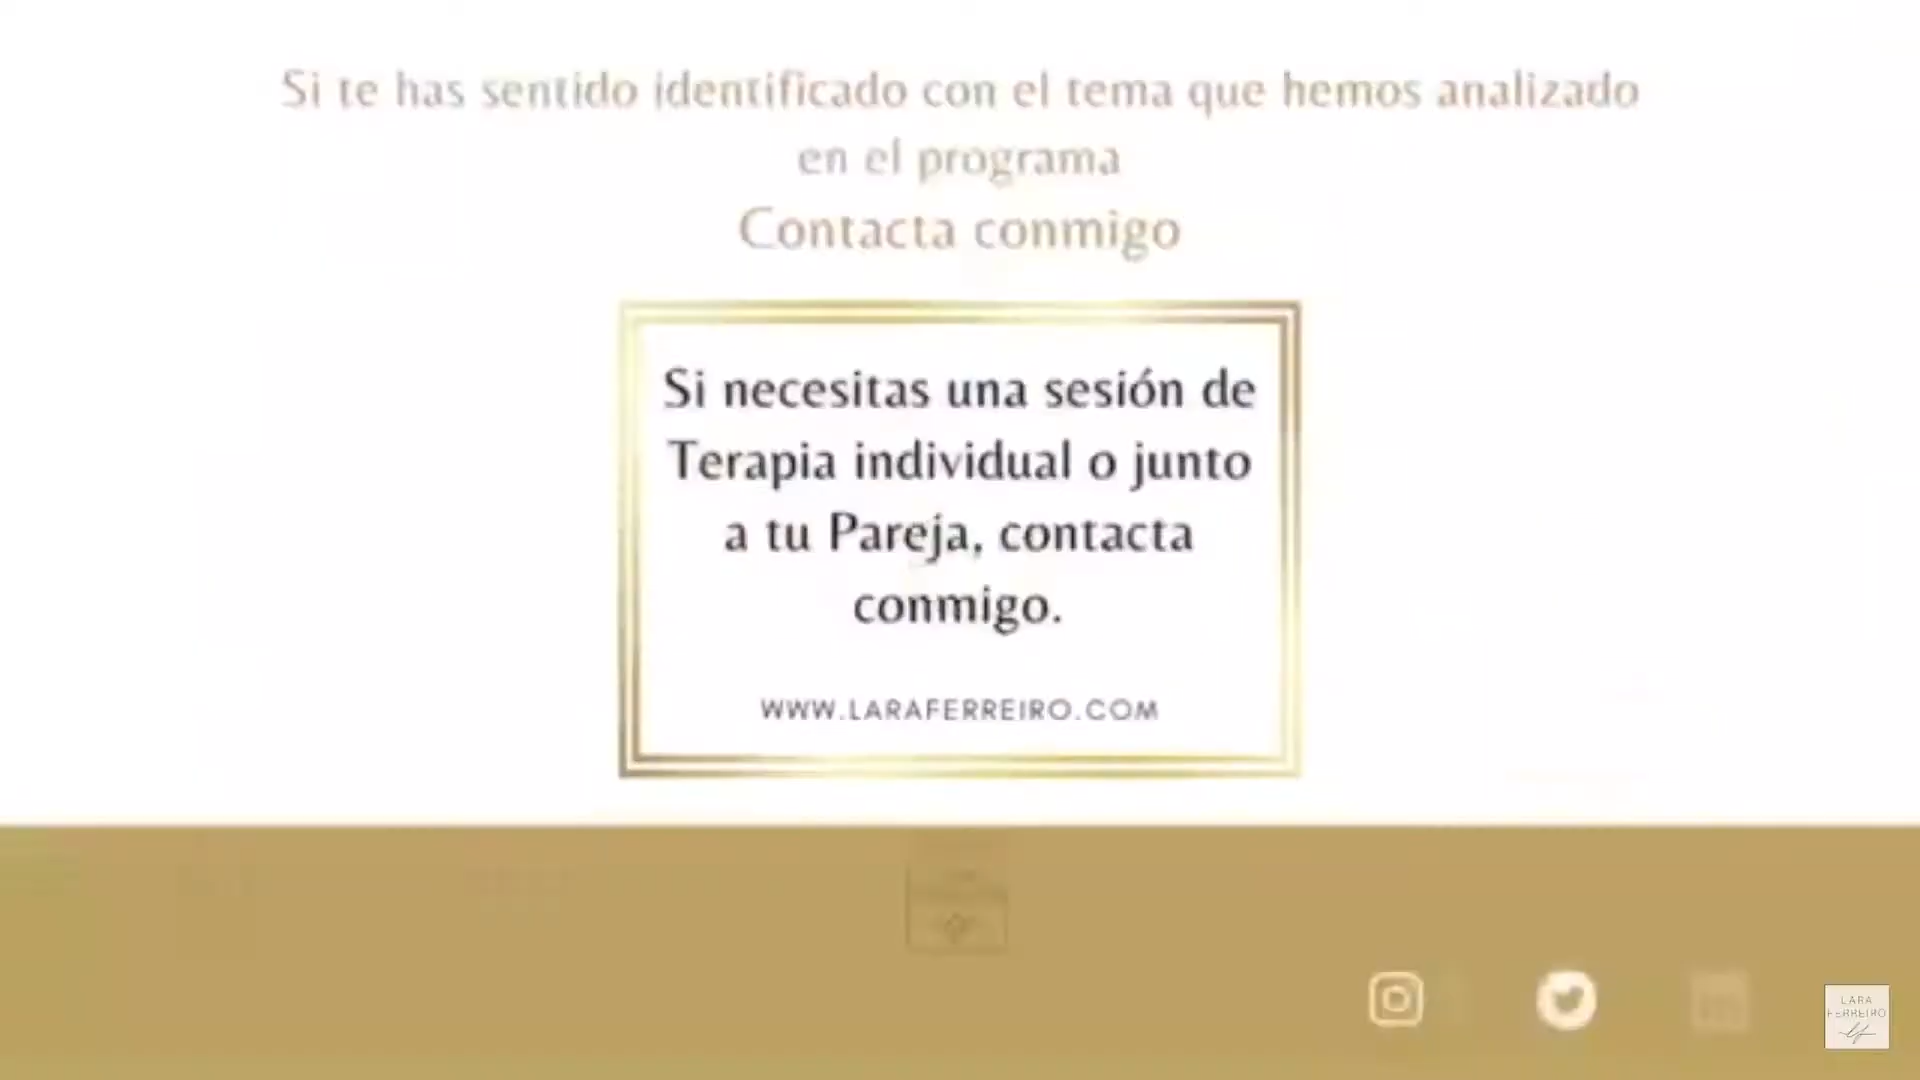 Si te has sentido identificado con el tema que hemos analizado
en el programa
Contacta conmigo
Si necesitas una sesión de
Terapia individual o junto
a tu Pareja, contacta
conmigo.
WWW.LARAFERREIRO.COM
LARA
FERREIRO